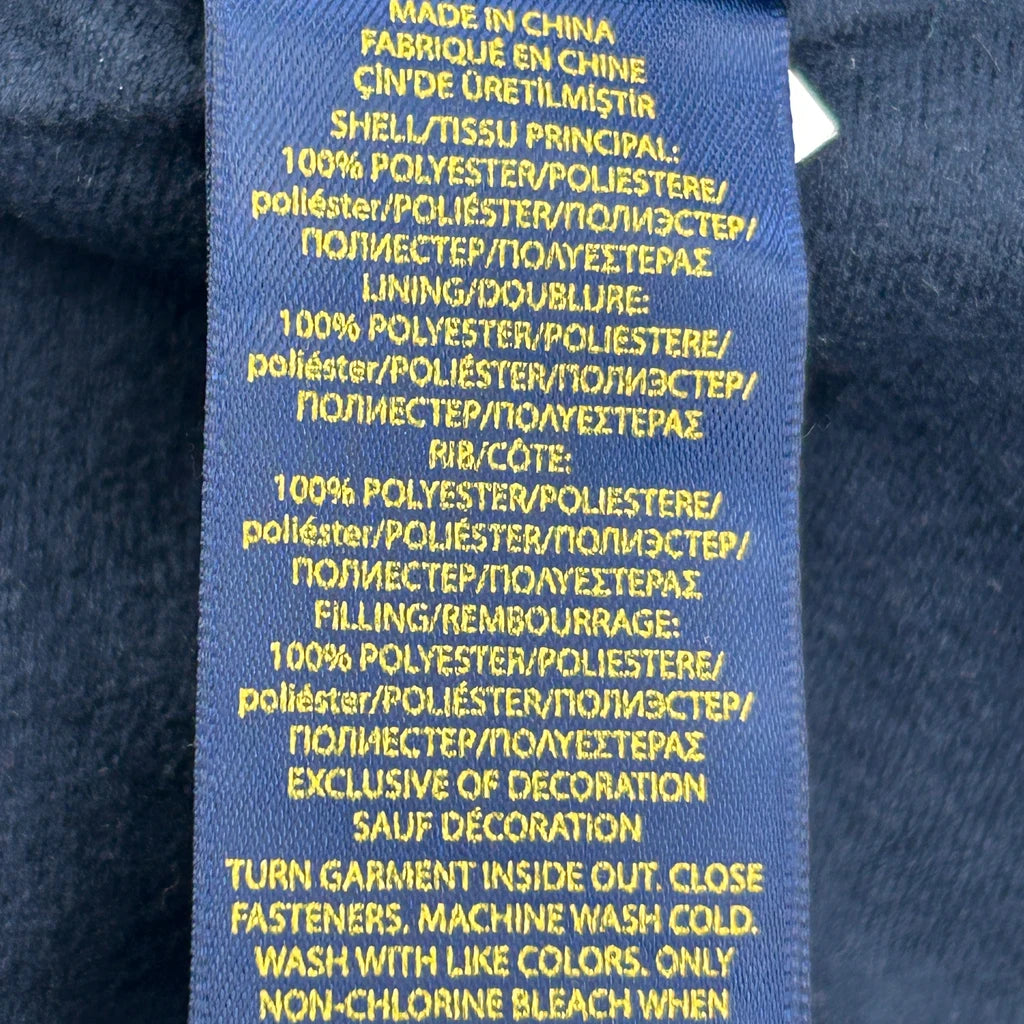 MADE IN CHINA
FABRIQUÉ EN CHINE
ÇİN'DE ÜRETİLMİŞTİR
SHELL/TISSU PRINCIPAL:
100% POLYESTER/POLIESTERE/
poliéster/POLIÉSTER/ПОЛИЭСТЕР/
ПОЛИЕСТЕР/ΠΟΛΥΕΣΤΕΡΑΣ
LINING/DOUBLURE:
100% POLYESTER/POLIESTERE/
poliéster/POLIÉSTER/ПОЛИЭСТЕР/
ПОЛИЕСТЕР/ΠΟΛΥΕΣΤΕΡΑΣ
RIB/CÔTE:
100% POLYESTER/POLIESTERE/
poliéster/POLIÉSTER/ПОЛИЭСТЕР/
ПОЛИЕСТЕР/ΠΟΛΥΕΣΤΕΡΑΣ
FILLING/REMBOURRAGE:
100% POLYESTER/POLIESTERE/
poliéster/POLIÉSTER/ПОЛИЭСТЕР/
ПОЛИЕСТЕР/ΠΟΛΥΕΣΤΕΡΑΣ
EXCLUSIVE OF DECORATION
SAUF DÉCORATION
TURN GARMENT INSIDE OUT. CLOSE
FASTENERS. MACHINE WASH COLD.
WASH WITH LIKE COLORS. ONLY
NON-CHLORINE BLEACH WHEN